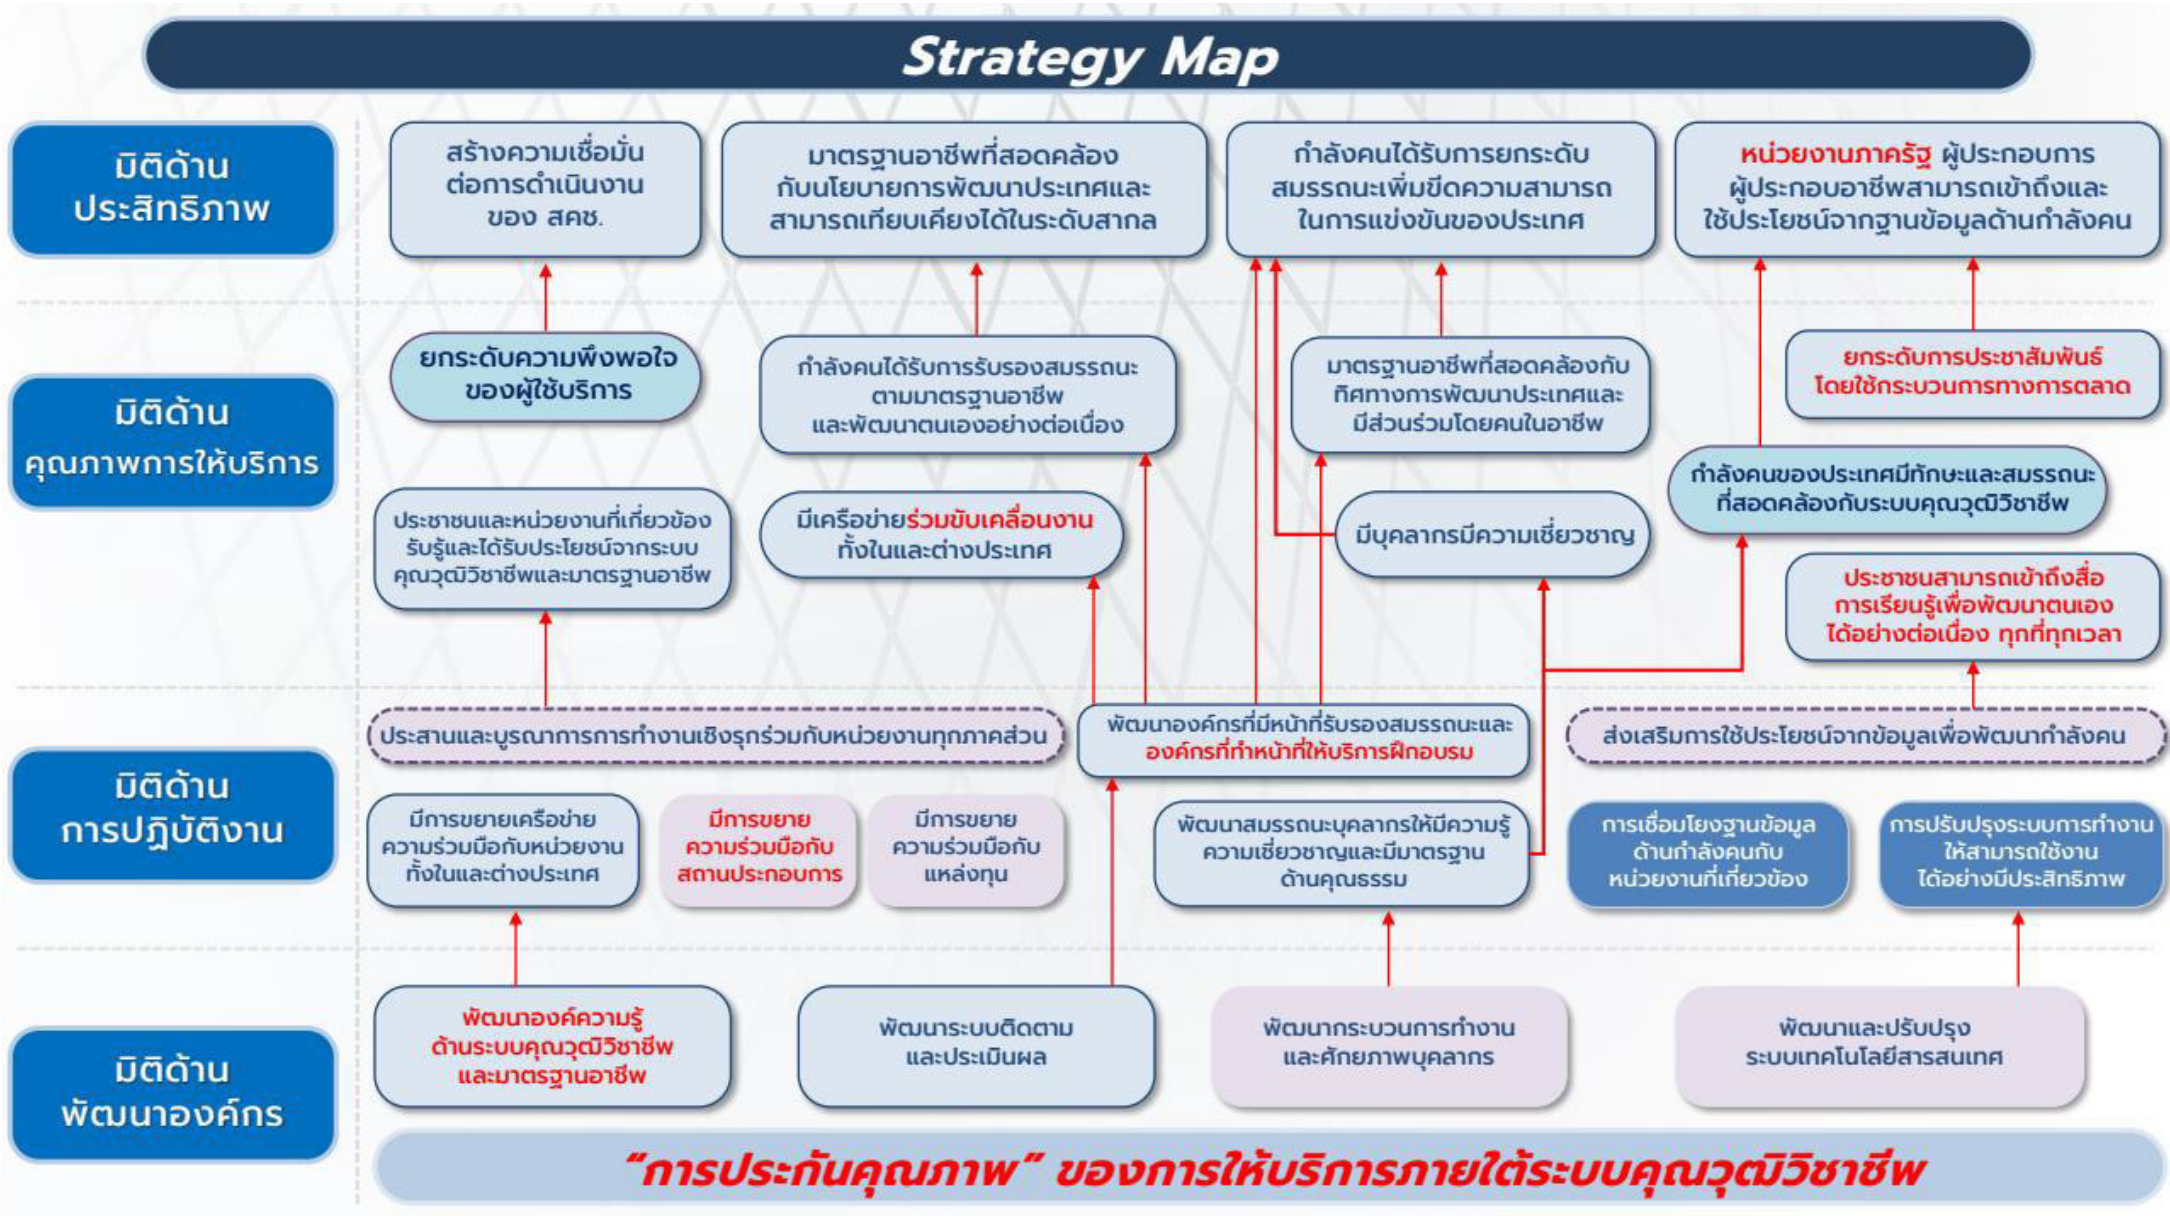 Strategy Map
มิติด้าน
ประสิทธิภาพ
สร้างความเชื่อมั่น
ต่อการดำเนินงาน
ของ สคช.
มาตรฐานอาชีพที่สอดคล้อง
กับนโยบายการพัฒนาประเทศและ
สามารถเทียบเคียงได้ในระดับสากล
กำลังคนได้รับการยกระดับ
สมรรถนะเพิ่มขีดความสามารถ
ในการแข่งขันของประเทศ
หน่วยงานภาครัฐ ผู้ประกอบการ
ผู้ประกอบอาชีพสามารถเข้าถึงและ
ใช้ประโยชน์จากฐานข้อมูลด้านกำลังคน
มิติด้าน
คุณภาพการให้บริการ
ยกระดับความพึงพอใจ
ของผู้ใช้บริการ
กำลังคนได้รับการรับรองสมรรถนะ
ตามมาตรฐานอาชีพ
และพัฒนาตนเองอย่างต่อเนื่อง
มาตรฐานอาชีพที่สอดคล้องกับ
ทิศทางการพัฒนาประเทศและ
มีส่วนร่วมโดยคนในอาชีพ
ยกระดับการประชาสัมพันธ์
โดยใช้กระบวนการทางการตลาด
กำลังคนของประเทศมีทักษะและสมรรถนะ
ที่สอดคล้องกับระบบคุณวุฒิวิชาชีพ
ประชาชนและหน่วยงานที่เกี่ยวข้อง
รับรู้และได้รับประโยชน์จากระบบ
คุณวุฒิวิชาชีพและมาตรฐานอาชีพ
มีเครือข่ายร่วมขับเคลื่อนงาน
ทั้งในและต่างประเทศ
มีบุคลากรมีความเชี่ยวชาญ
ประชาชนสามารถเข้าถึงสื่อ
การเรียนรู้เพื่อพัฒนาตนเอง
ได้อย่างต่อเนื่อง ทุกที่ทุกเวลา
มิติด้าน
การปฏิบัติงาน
ประสานและบูรณาการการทำงานเชิงรุกร่วมกับหน่วยงานทุกภาคส่วน
พัฒนาองค์กรที่มีหน้าที่รับรองสมรรถนะและ
องค์กรที่ทำหน้าที่ให้บริการฝึกอบรม
ส่งเสริมการใช้ประโยชน์จากข้อมูลเพื่อพัฒนากำลังคน
มีการขยายเครือข่าย
ความร่วมมือกับหน่วยงาน
ทั้งในและต่างประเทศ
มีการขยาย
ความร่วมมือกับ
สถานประกอบการ
มีการขยาย
ความร่วมมือกับ
แหล่งทุน
พัฒนาสมรรถนะบุคลากรให้มีความรู้
ความเชี่ยวชาญและมีมาตรฐาน
ด้านคุณธรรม
การเชื่อมโยงฐานข้อมูล
ด้านกำลังคนกับ
หน่วยงานที่เกี่ยวข้อง
การปรับปรุงระบบการทำงาน
ให้สามารถใช้งาน
ได้อย่างมีประสิทธิภาพ
มิติด้าน
พัฒนาองค์กร
พัฒนาองค์ความรู้
ด้านระบบคุณวุฒิวิชาชีพ
และมาตรฐานอาชีพ
พัฒนาระบบติดตาม
และประเมินผล
พัฒนากระบวนการทำงาน
และศักยภาพบุคลากร
พัฒนาและปรับปรุง
ระบบเทคโนโลยีสารสนเทศ
“การประกันคุณภาพ” ของการให้บริการภายใต้ระบบคุณวุฒิวิชาชีพ